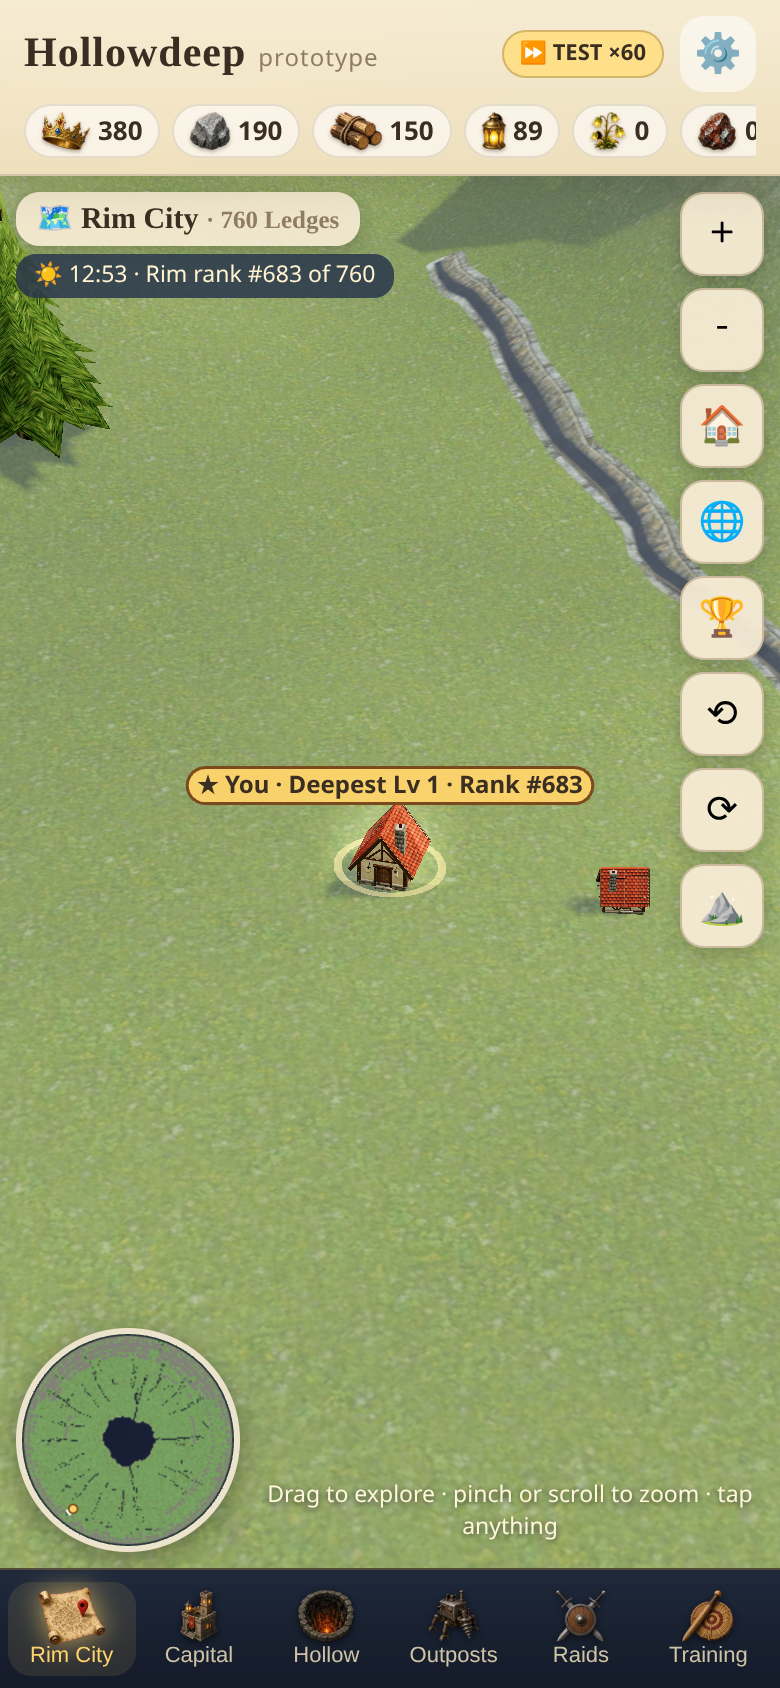 Hollowdeep prototype
⏩ TEST ×60
380
190
150
89
0
0
Rim City · 760 Ledges
12:53 · Rim rank #683 of 760
+
-
★ You · Deepest Lv 1 · Rank #683
Drag to explore · pinch or scroll to zoom · tap
anything
Rim City
Capital
Hollow
Outposts
Raids
Training